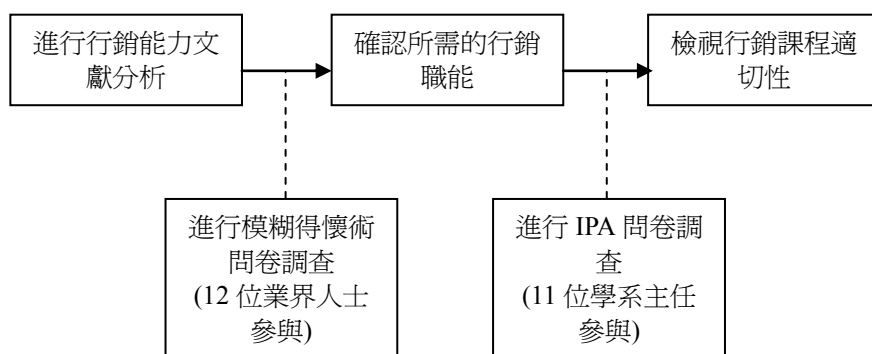 進行行銷能力文
獻分析
確認所需的行銷
職能
檢視行銷課程適
切性
進行模糊得懷術
問卷調查
(12 位業界人士
參與)
進行 IPA 問卷調
查
(11 位學系主任
參與)